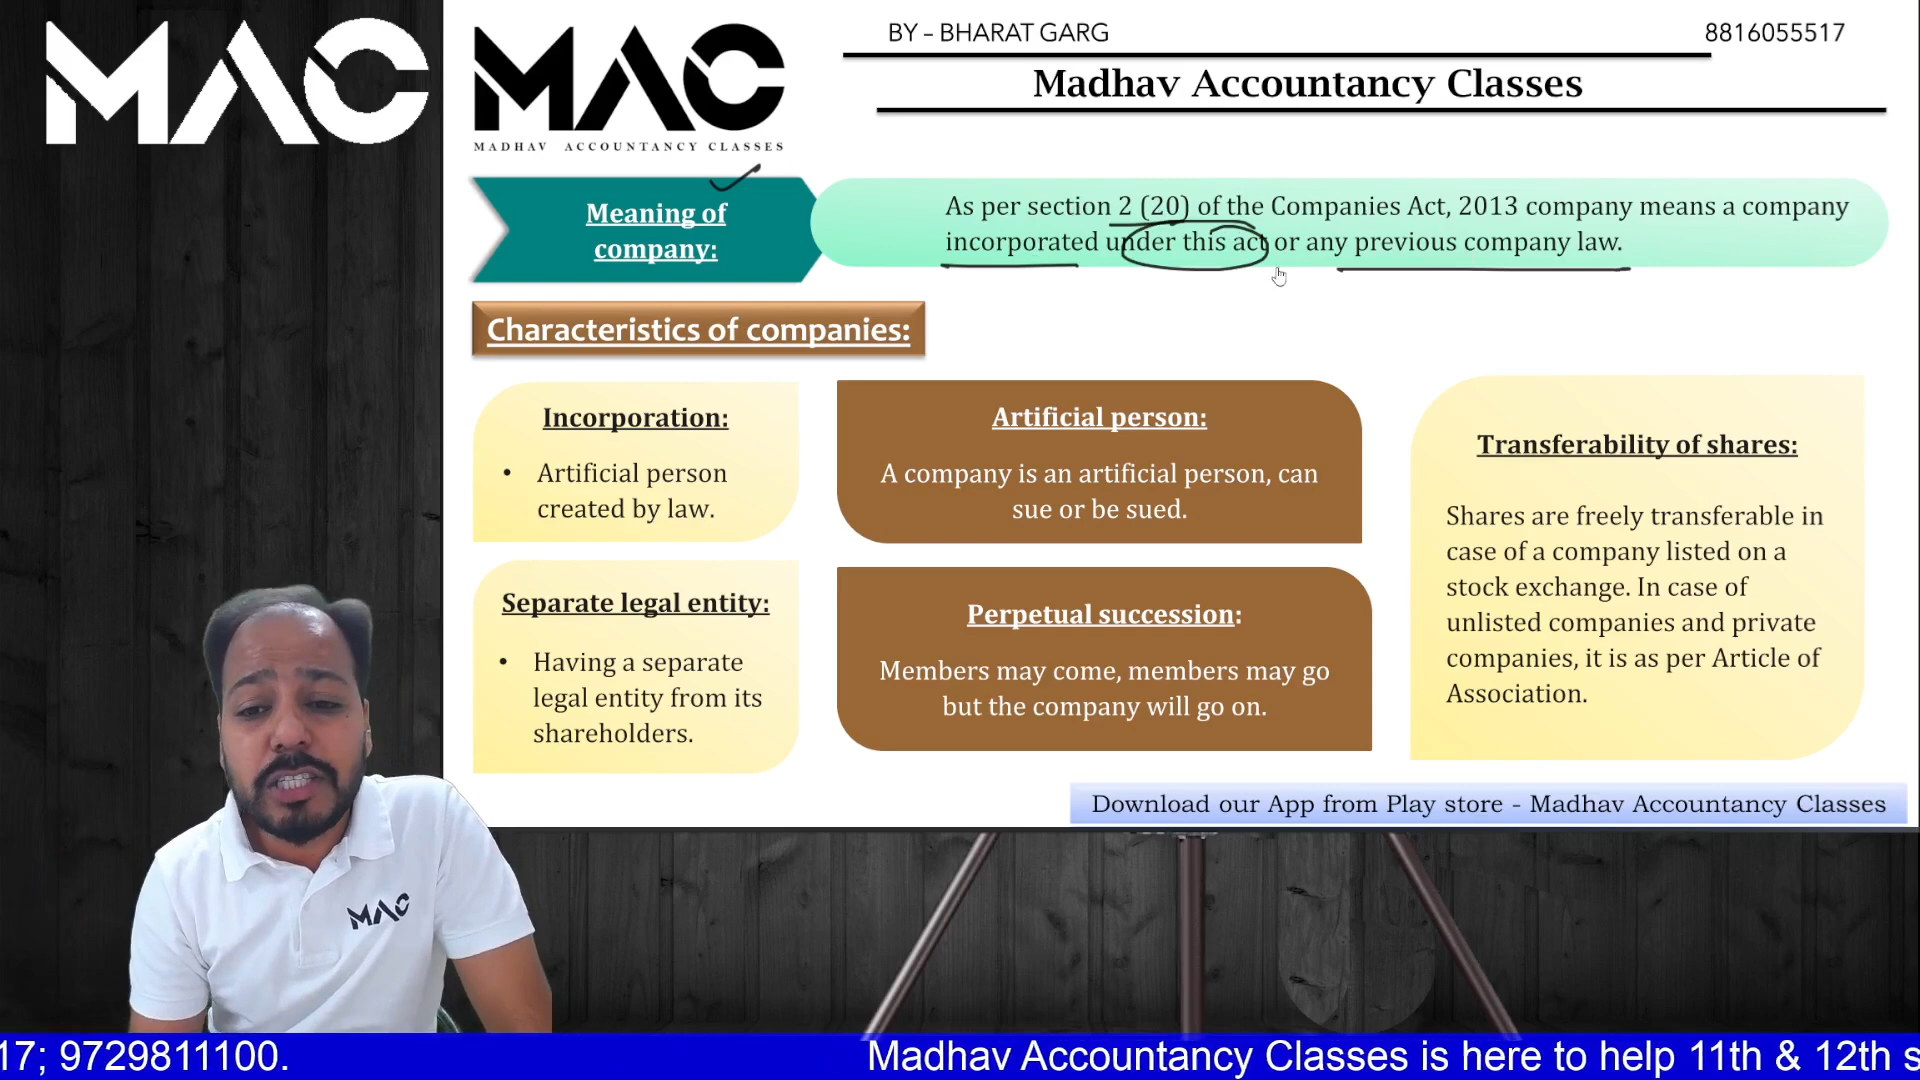 MAC
MAC
MADHAV ACCOUNTANCY CLASSES
BY – BHARAT GARG
8816055517
Madhav Accountancy Classes
Meaning of
company:
As per section 2 (20) of the Companies Act, 2013 company means a company
incorporated under this act or any previous company law.
Characteristics of companies:
Incorporation:
• Artificial person
created by law.
Artificial person:
A company is an artificial person, can
sue or be sued.
Transferability of shares:
Shares are freely transferable in
case of a company listed on a
stock exchange. In case of
unlisted companies and private
companies, it is as per Article of
Association.
Separate legal entity:
• Having a separate
legal entity from its
shareholders.
Perpetual succession:
Members may come, members may go
but the company will go on.
Download our App from Play store - Madhav Accountancy Classes
MAC
17; 9729811100.
Madhav Accountancy Classes is here to help 11th & 12th s